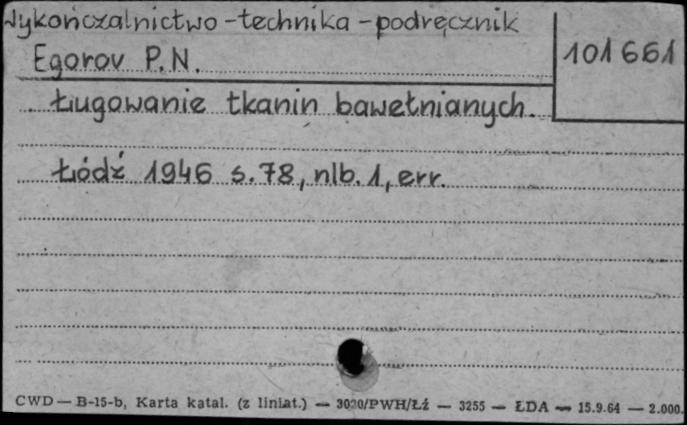 Wykończalnictwo - technika - podręcznik
Egorov P.N.
101661
Ługowanie tkanin bawełnianych.
Łódź 1946 s.78, nlb.1, err.
CWD — B-15-b, Karta katal. (z liniat.) — 3020/PWH/Łź — 3255 — ŁDA — 15.9.64 — 2.000.